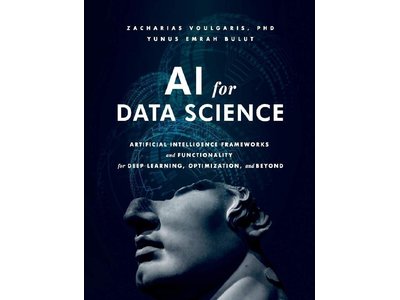 ZACHARIAS VOULGARIS, PHD
YUNUS EMRAH BULUT
AI for
DATA SCIENCE
ARTIFICIAL INTELLIGENCE FRAMEWORKS
and FUNCTIONALITY
for DEEP LEARNING, OPTIMIZATION, and BEYOND